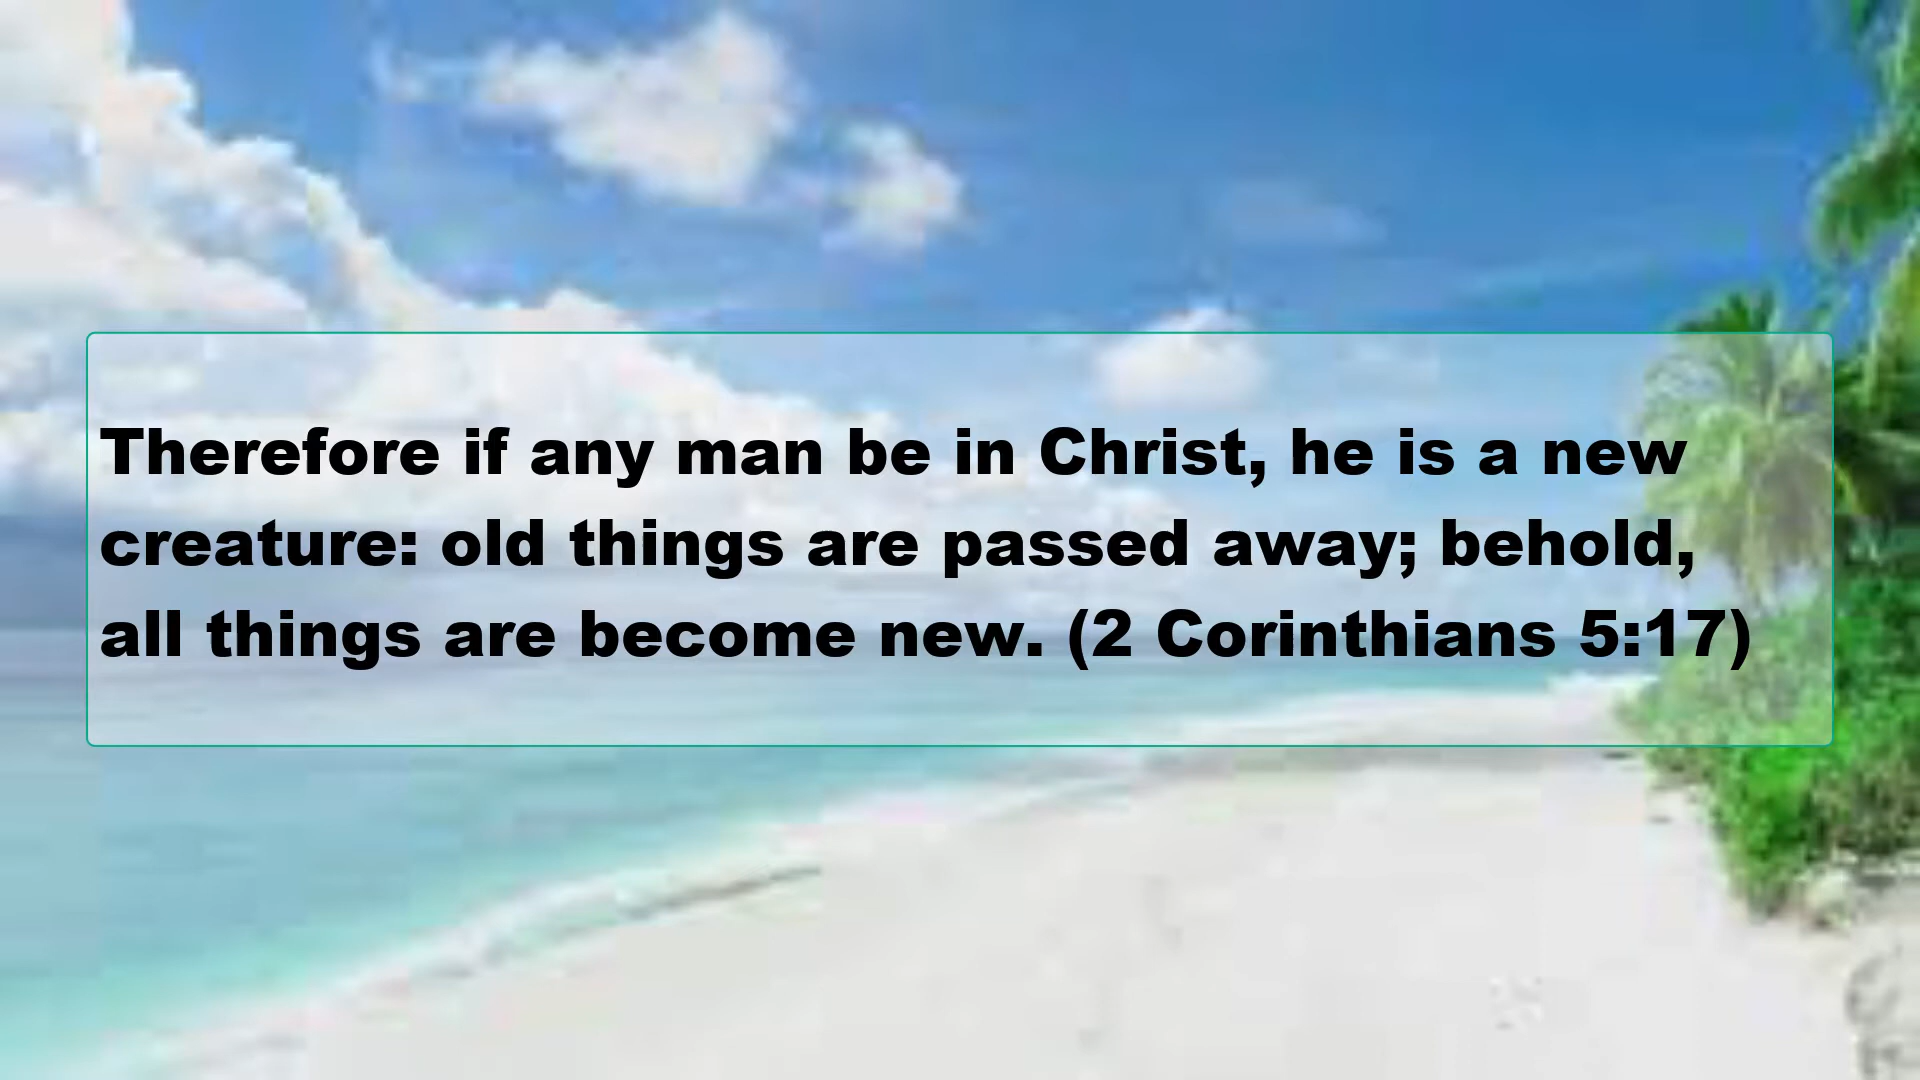 Therefore if any man be in Christ, he is a new
creature: old things are passed away; behold,
all things are become new. (2 Corinthians 5:17)